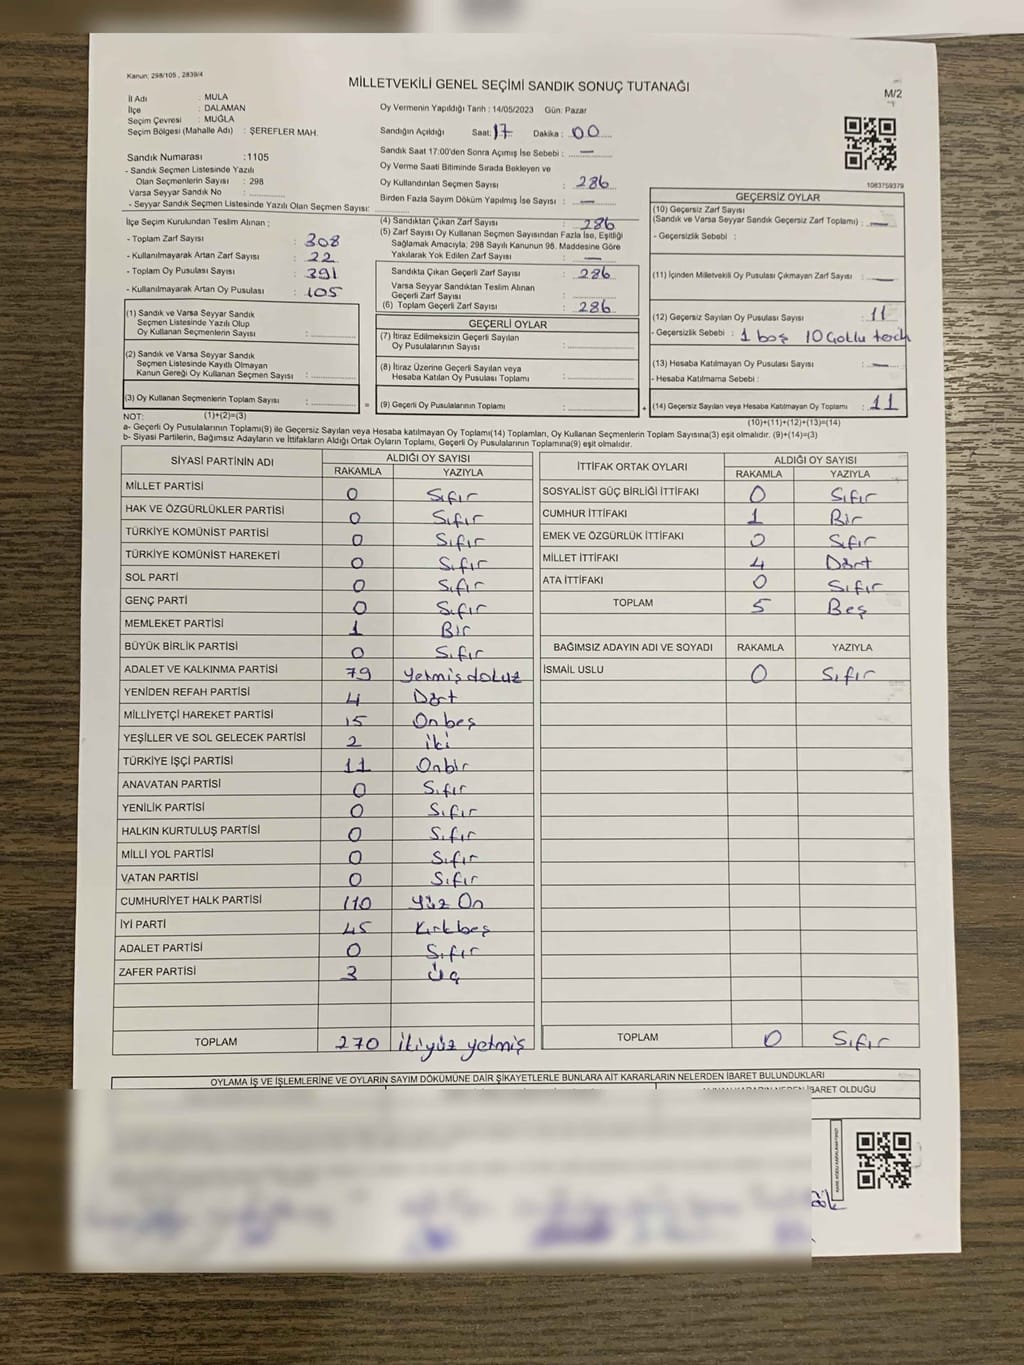 Kanun: 298/105 , 2839/4
MİLLETVEKİLİ GENEL SEÇİMİ SANDIK SONUÇ TUTANAĞI
M/2
İl Adı : MULA
İlçe : DALAMAN
Seçim Çevresi : MUĞLA
Seçim Bölgesi (Mahalle Adı) : ŞEREFLER MAH.
Sandık Numarası :1105
- Sandık Seçmen Listesinde Yazılı
Olan Seçmenlerin Sayısı : 298
Varsa Seyyar Sandık No :
- Seyyar Sandık Seçmen Listesinde Yazılı Olan Seçmen Sayısı:
Oy Vermenin Yapıldığı Tarih : 14/05/2023 Gün: Pazar
Sandığın Açıldığı Saat: 17 Dakika : 00
Sandık Saat 17:00'den Sonra Açılmış İse Sebebi : —
Oy Verme Saati Bitiminde Sırada Bekleyen ve
Oy Kullandırılan Seçmen Sayısı : 286
Birden Fazla Sayım Döküm Yapılmış İse Sayısı : —
1083759379
İlçe Seçim Kurulundan Teslim Alınan :
- Toplam Zarf Sayısı : 308
- Kullanılmayarak Artan Zarf Sayısı : 22
- Toplam Oy Pusulası Sayısı : 391
- Kullanılmayarak Artan Oy Pusulası : 105
(4) Sandıktan Çıkan Zarf Sayısı : 286
(5) Zarf Sayısı Oy Kullanan Seçmen Sayısından Fazla İse, Eşitliği
Sağlamak Amacıyla; 298 Sayılı Kanunun 98. Maddesine Göre
Yakılarak Yok Edilen Zarf Sayısı : —
Sandıkta Çıkan Geçerli Zarf Sayısı : 286
Varsa Seyyar Sandıktan Teslim Alınan
Geçerli Zarf Sayısı :
(6) Toplam Geçerli Zarf Sayısı : 286
GEÇERSİZ OYLAR
(10) Geçersiz Zarf Sayısı
(Sandık ve Varsa Seyyar Sandık Geçersiz Zarf Toplamı) : —
- Geçersizlik Sebebi :
(11) İçinden Milletvekili Oy Pusulası Çıkmayan Zarf Sayısı : —
(12) Geçersiz Sayılan Oy Pusulası Sayısı : 11
- Geçersizlik Sebebi : 1 boş 10 Çoklu terch
(13) Hesaba Katılmayan Oy Pusulası Sayısı : —
- Hesaba Katılmama Sebebi :
(14) Geçersiz Sayılan veya Hesaba Katılmayan Oy Toplamı : 11
(10)+(11)+(12)+(13)=(14)
(1) Sandık ve Varsa Seyyar Sandık
Seçmen Listesinde Yazılı Olup
Oy Kullanan Seçmenlerin Sayısı :
(2) Sandık ve Varsa Seyyar Sandık
Seçmen Listesinde Kayıtlı Olmayan
Kanun Gereği Oy Kullanan Seçmen Sayısı :
(3) Oy Kullanan Seçmenlerin Toplam Sayısı :
=
GEÇERLİ OYLAR
(7) İtiraz Edilmeksizin Geçerli Sayılan
Oy Pusulalarının Sayısı :
(8) İtiraz Üzerine Geçerli Sayılan veya
Hesaba Katılan Oy Pusulası Toplamı :
(9) Geçerli Oy Pusulalarının Toplamı :
+
NOT: (1)+(2)=(3)
a- Geçerli Oy Pusulalarının Toplamı(9) ile Geçersiz Sayılan veya Hesaba katılmayan Oy Toplamı(14) Toplamları, Oy Kullanan Seçmenlerin Toplam Sayısına(3) eşit olmalıdır. (9)+(14)=(3)
b- Siyasi Partilerin, Bağımsız Adayların ve İttifakların Aldığı Ortak Oyların Toplamı, Geçerli Oy Pusulalarının Toplamına(9) eşit olmalıdır.
SİYASİ PARTİNİN ADI ALDIĞI OY SAYISI
RAKAMLA YAZIYLA
MİLLET PARTİSİ 0 Sıfır
HAK VE ÖZGÜRLÜKLER PARTİSİ 0 Sıfır
TÜRKİYE KOMÜNİST PARTİSİ 0 Sıfır
TÜRKİYE KOMÜNİST HAREKETİ 0 Sıfır
SOL PARTİ 0 Sıfır
GENÇ PARTİ 0 Sıfır
MEMLEKET PARTİSİ 1 Bir
BÜYÜK BİRLİK PARTİSİ 0 Sıfır
ADALET VE KALKINMA PARTİSİ 79 Yetmiş dokuz
YENİDEN REFAH PARTİSİ 4 Dört
MİLLİYETÇİ HAREKET PARTİSİ 15 Onbeş
YEŞİLLER VE SOL GELECEK PARTİSİ 2 iki
TÜRKİYE İŞÇİ PARTİSİ 11 Onbir
ANAVATAN PARTİSİ 0 Sıfır
YENİLİK PARTİSİ 0 Sıfır
HALKIN KURTULUŞ PARTİSİ 0 Sıfır
MİLLİ YOL PARTİSİ 0 Sıfır
VATAN PARTİSİ 0 Sıfır
CUMHURİYET HALK PARTİSİ 110 Yüz On
İYİ PARTİ 45 Kırkbeş
ADALET PARTİSİ 0 Sıfır
ZAFER PARTİSİ 3 Üç
TOPLAM 270 ikiyüz yetmiş
İTTİFAK ORTAK OYLARI ALDIĞI OY SAYISI
RAKAMLA YAZIYLA
SOSYALİST GÜÇ BİRLİĞİ İTTİFAKI 0 Sıfır
CUMHUR İTTİFAKI 1 Bir
EMEK VE ÖZGÜRLÜK İTTİFAKI 0 Sıfır
MİLLET İTTİFAKI 4 Dört
ATA İTTİFAKI 0 Sıfır
TOPLAM 5 Beş
BAĞIMSIZ ADAYIN ADI VE SOYADI RAKAMLA YAZIYLA
İSMAİL USLU 0 Sıfır
TOPLAM 0 Sıfır
OYLAMA İŞ VE İŞLEMLERİNE VE OYLARIN SAYIM DÖKÜMÜNE DAİR ŞİKAYETLERLE BUNLARA AİT KARARLARIN NELERDEN İBARET BULUNDUKLARI
İBARET OLDUĞU